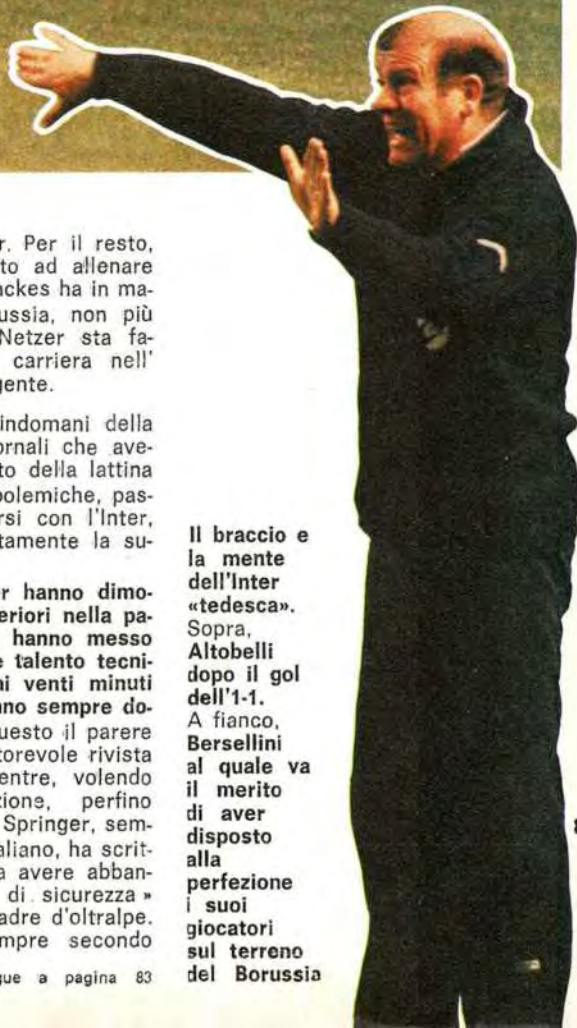 r. Per il resto,
to ad allenare
nckes ha in ma-
ussia, non più
Netzer sta fa-
carriera nell'
gente.
indomani della
ornali che ave-
to della lattina
polemiche, pas-
rsi con l'Inter,
tamente la su-
er hanno dimo-
eriori nella pa-
hanno messo
e talento tecni-
ai venti minuti
ano sempre do-
uesto il parere
torevole rivista
entre, volendo
zione, perfino
Springer, sem-
aliano, ha scrit-
a avere abban-
di sicurezza »
adre d'oltralpe.
mpre secondo
gue a pagina 83
Il braccio e
la mente
dell'Inter
«tedesca».
Sopra,
Altobelli
dopo il gol
dell'1-1.
A fianco,
Bersellini
al quale va
il merito
di aver
disposto
alla
perfezione
i suoi
giocatori
sul terreno
del Borussia